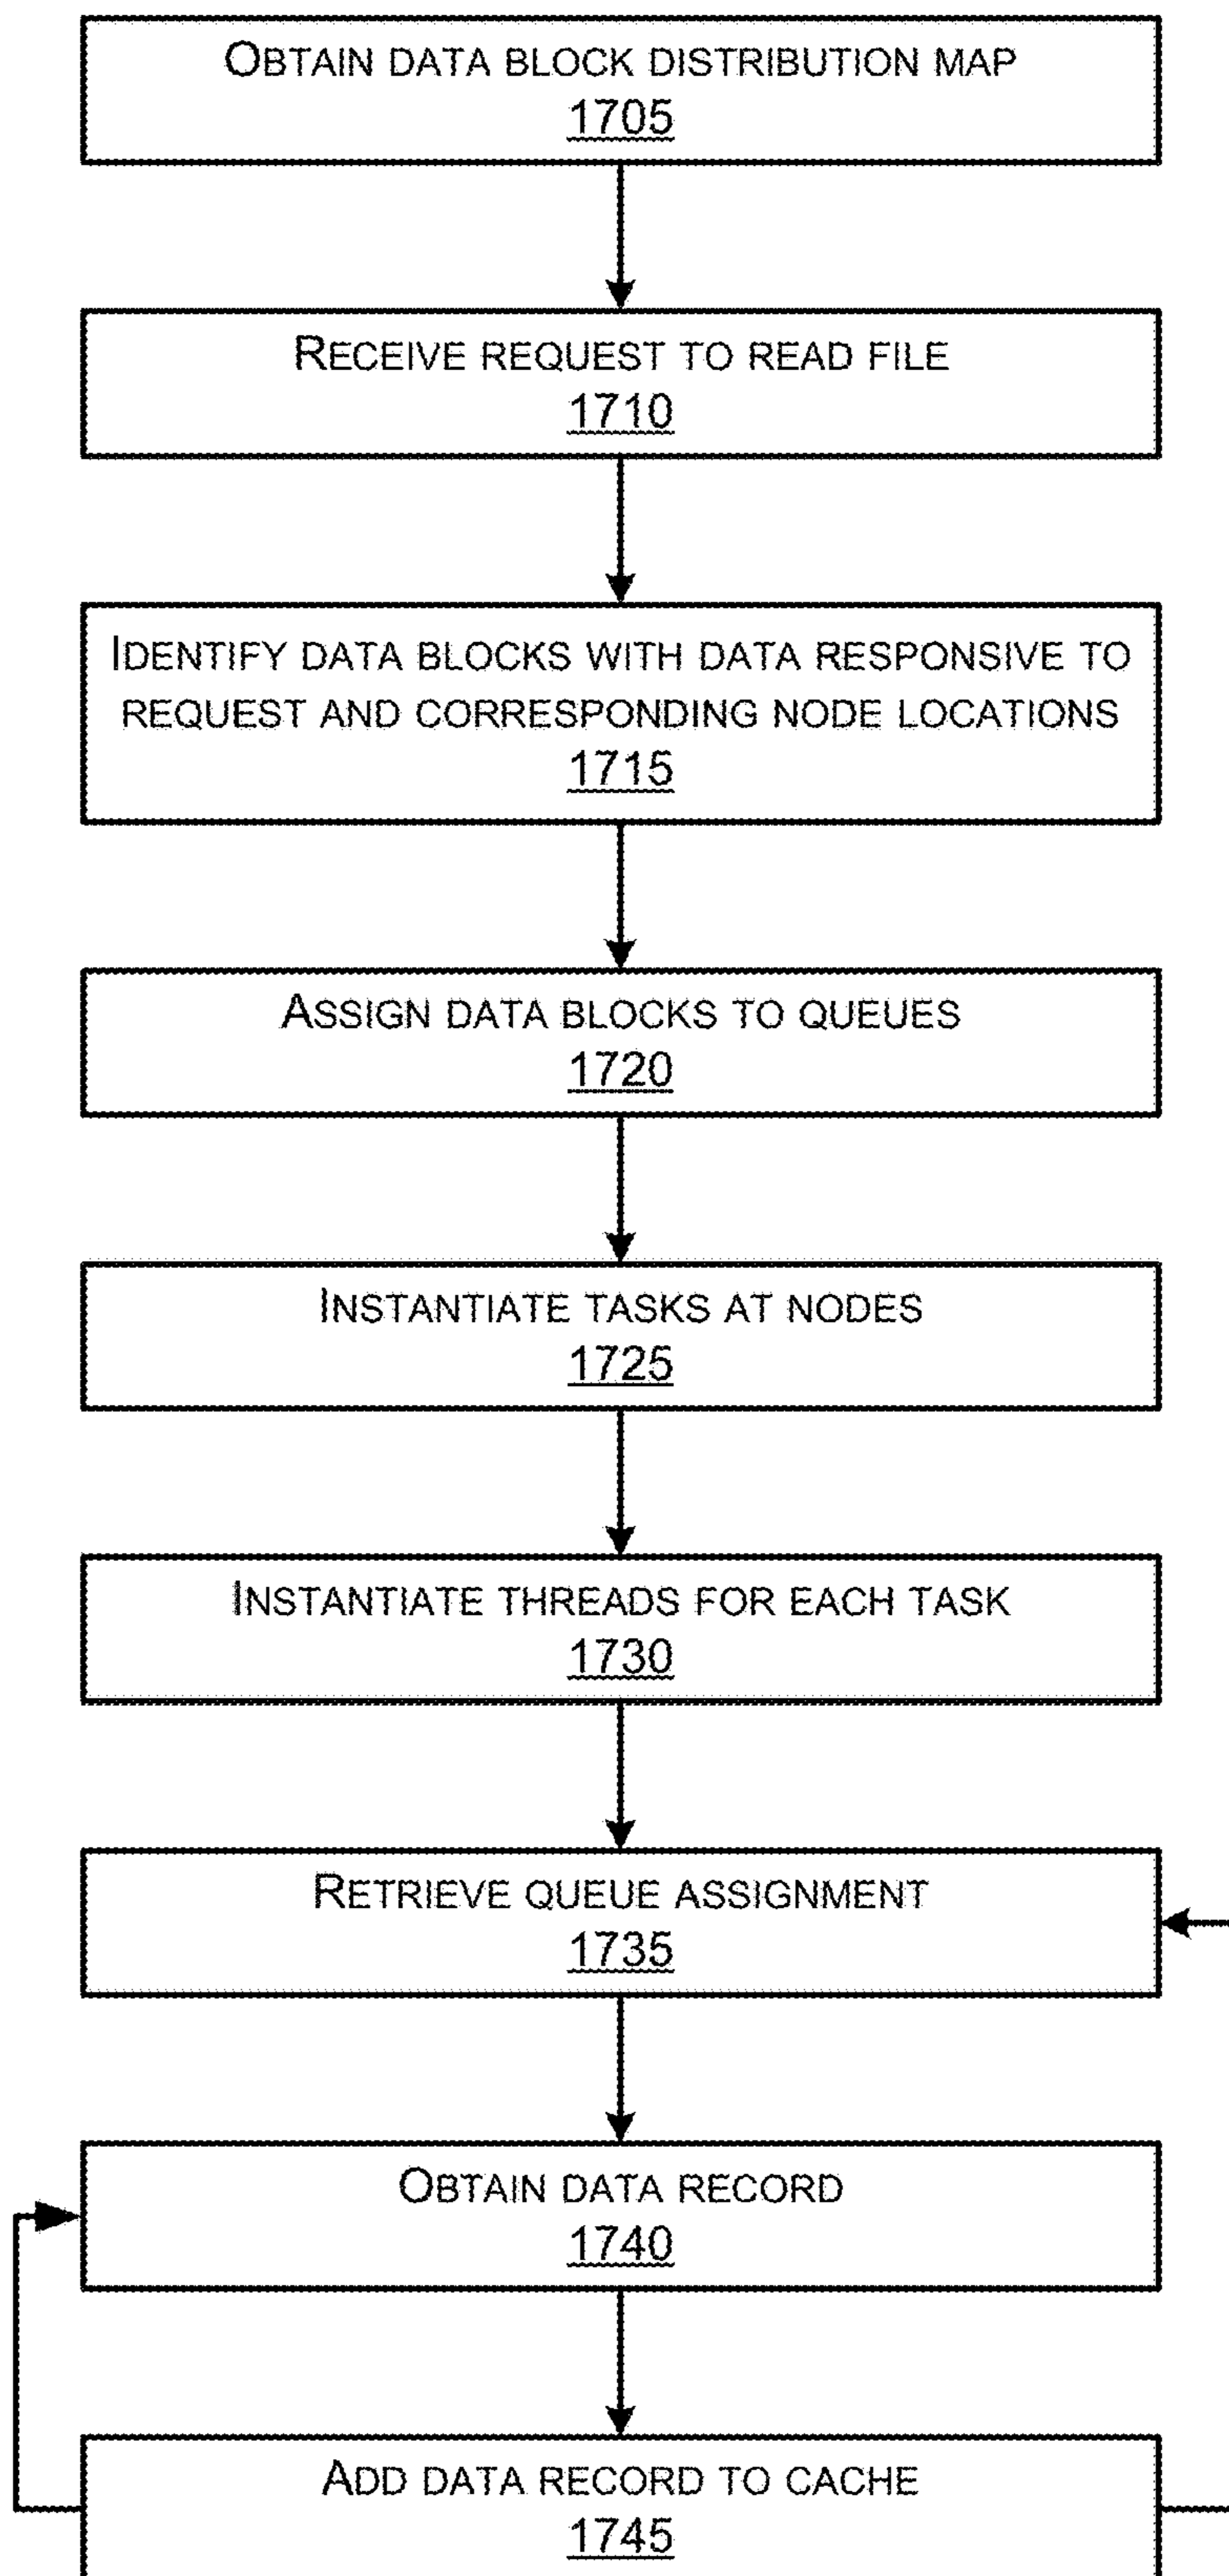 OBTAIN DATA BLOCK DISTRIBUTION MAP
1705
RECEIVE REQUEST TO READ FILE
1710
IDENTIFY DATA BLOCKS WITH DATA RESPONSIVE TO
REQUEST AND CORRESPONDING NODE LOCATIONS
1715
ASSIGN DATA BLOCKS TO QUEUES
1720
INSTANTIATE TASKS AT NODES
1725
INSTANTIATE THREADS FOR EACH TASK
1730
RETRIEVE QUEUE ASSIGNMENT
1735
OBTAIN DATA RECORD
1740
ADD DATA RECORD TO CACHE
1745